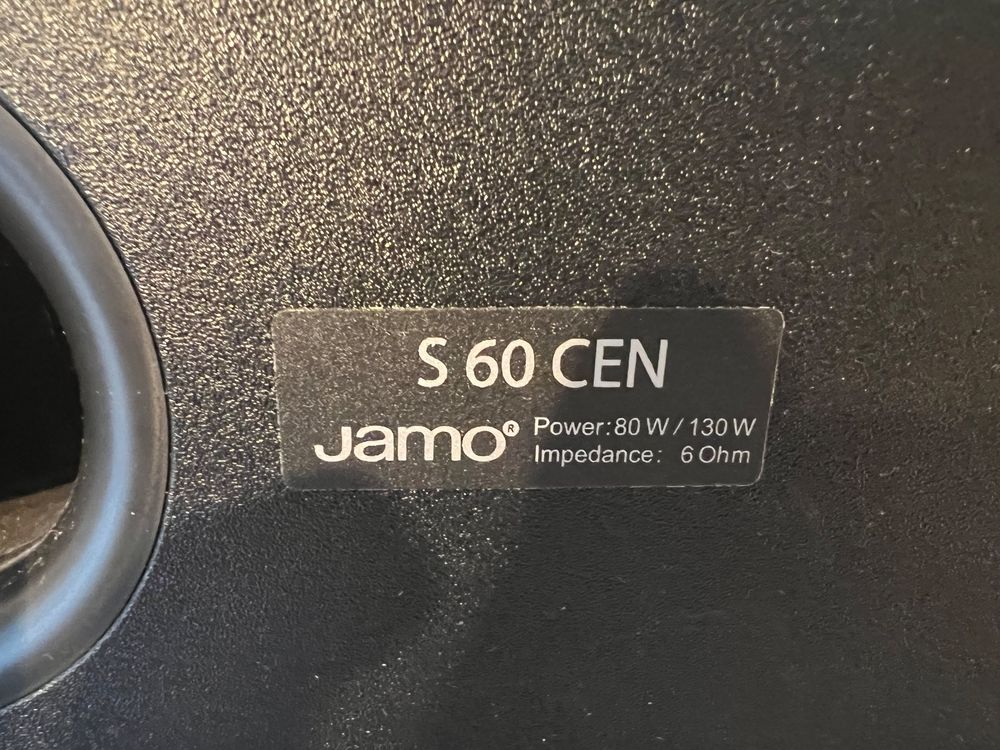 S 60 CEN
Jamo® Power: 80 W / 130 W
Impedance: 6 Ohm